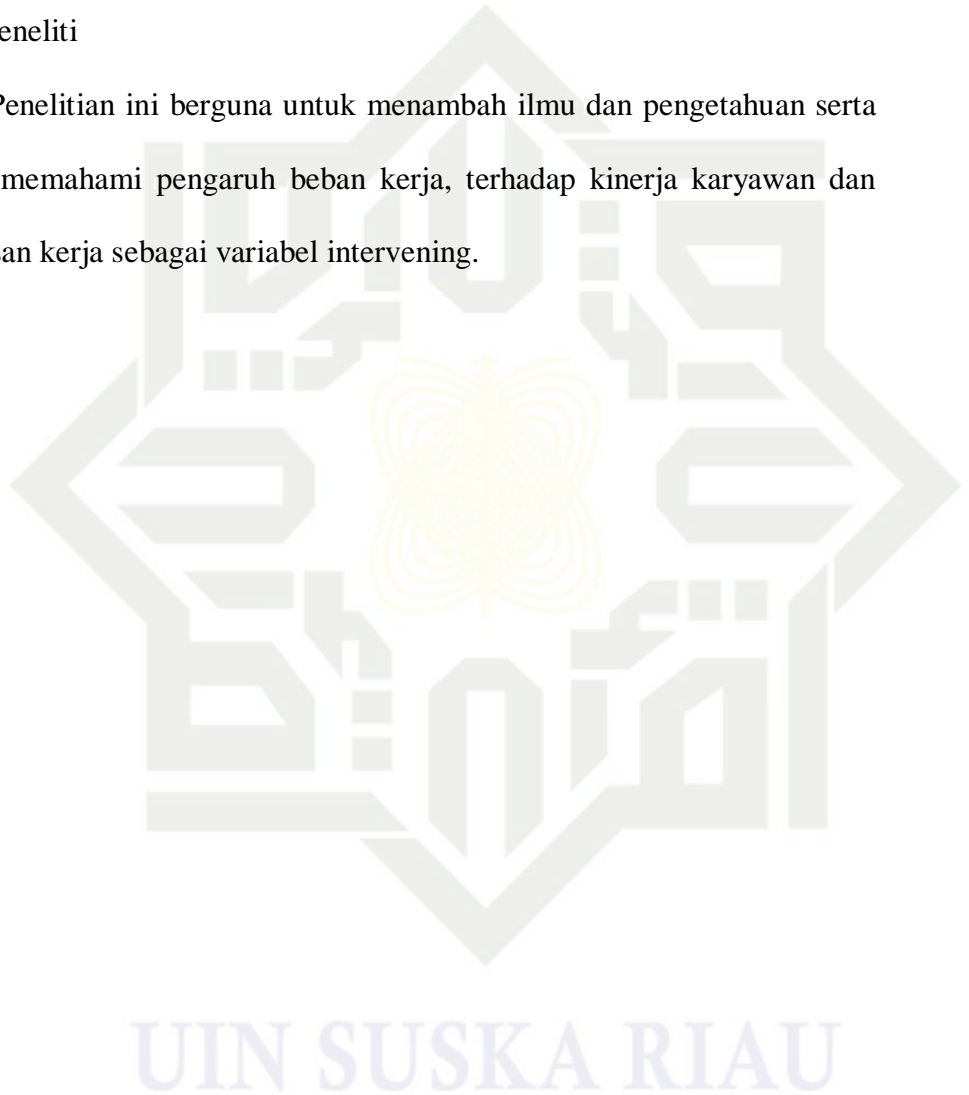 eneliti
Penelitian ini berguna untuk menambah ilmu dan pengetahuan serta
memahami pengaruh beban kerja, terhadap kinerja karyawan dan
an kerja sebagai variabel intervening.
UIN SUSKA RIAU